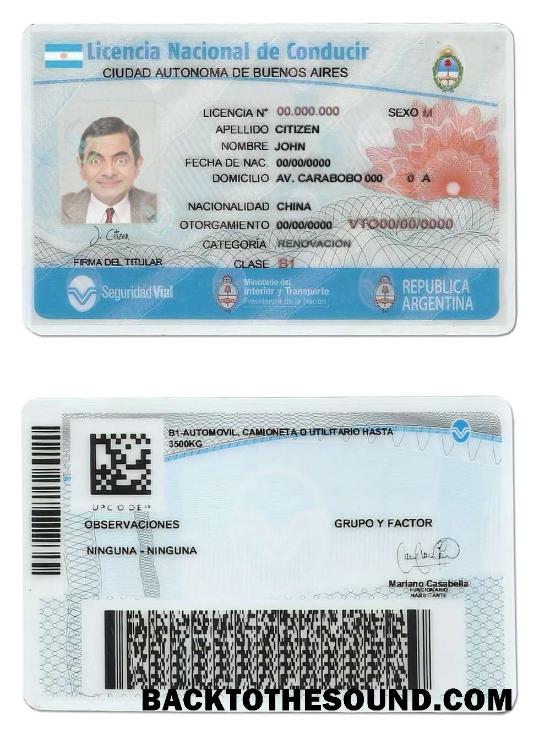 Licencia Nacional de Conducir
CIUDAD AUTONOMA DE BUENOS AIRES
LICENCIA Nº 00.000.000 SEXO M
APELLIDO CITIZEN
NOMBRE JOHN
FECHA DE NAC. 00/00/0000
DOMICILIO AV. CARABOBO 000 0 A
NACIONALIDAD CHINA
OTORGAMIENTO 00/00/0000 VTO00/00/0000
CATEGORÍA RENOVACION
CLASE B1
J. Citizen
FIRMA DEL TITULAR
Seguridad Vial
Ministerio del
Interior y Transporte
Presidencia de la Nación
REPUBLICA
ARGENTINA
B1-AUTOMOVIL, CAMIONETA O UTILITARIO HASTA
3500KG
UPCODEP
OBSERVACIONES
GRUPO Y FACTOR
NINGUNA - NINGUNA
Mariano Casabella
FUNCIONARIO
HABILITANTE
BACKTOTHESOUND.COM